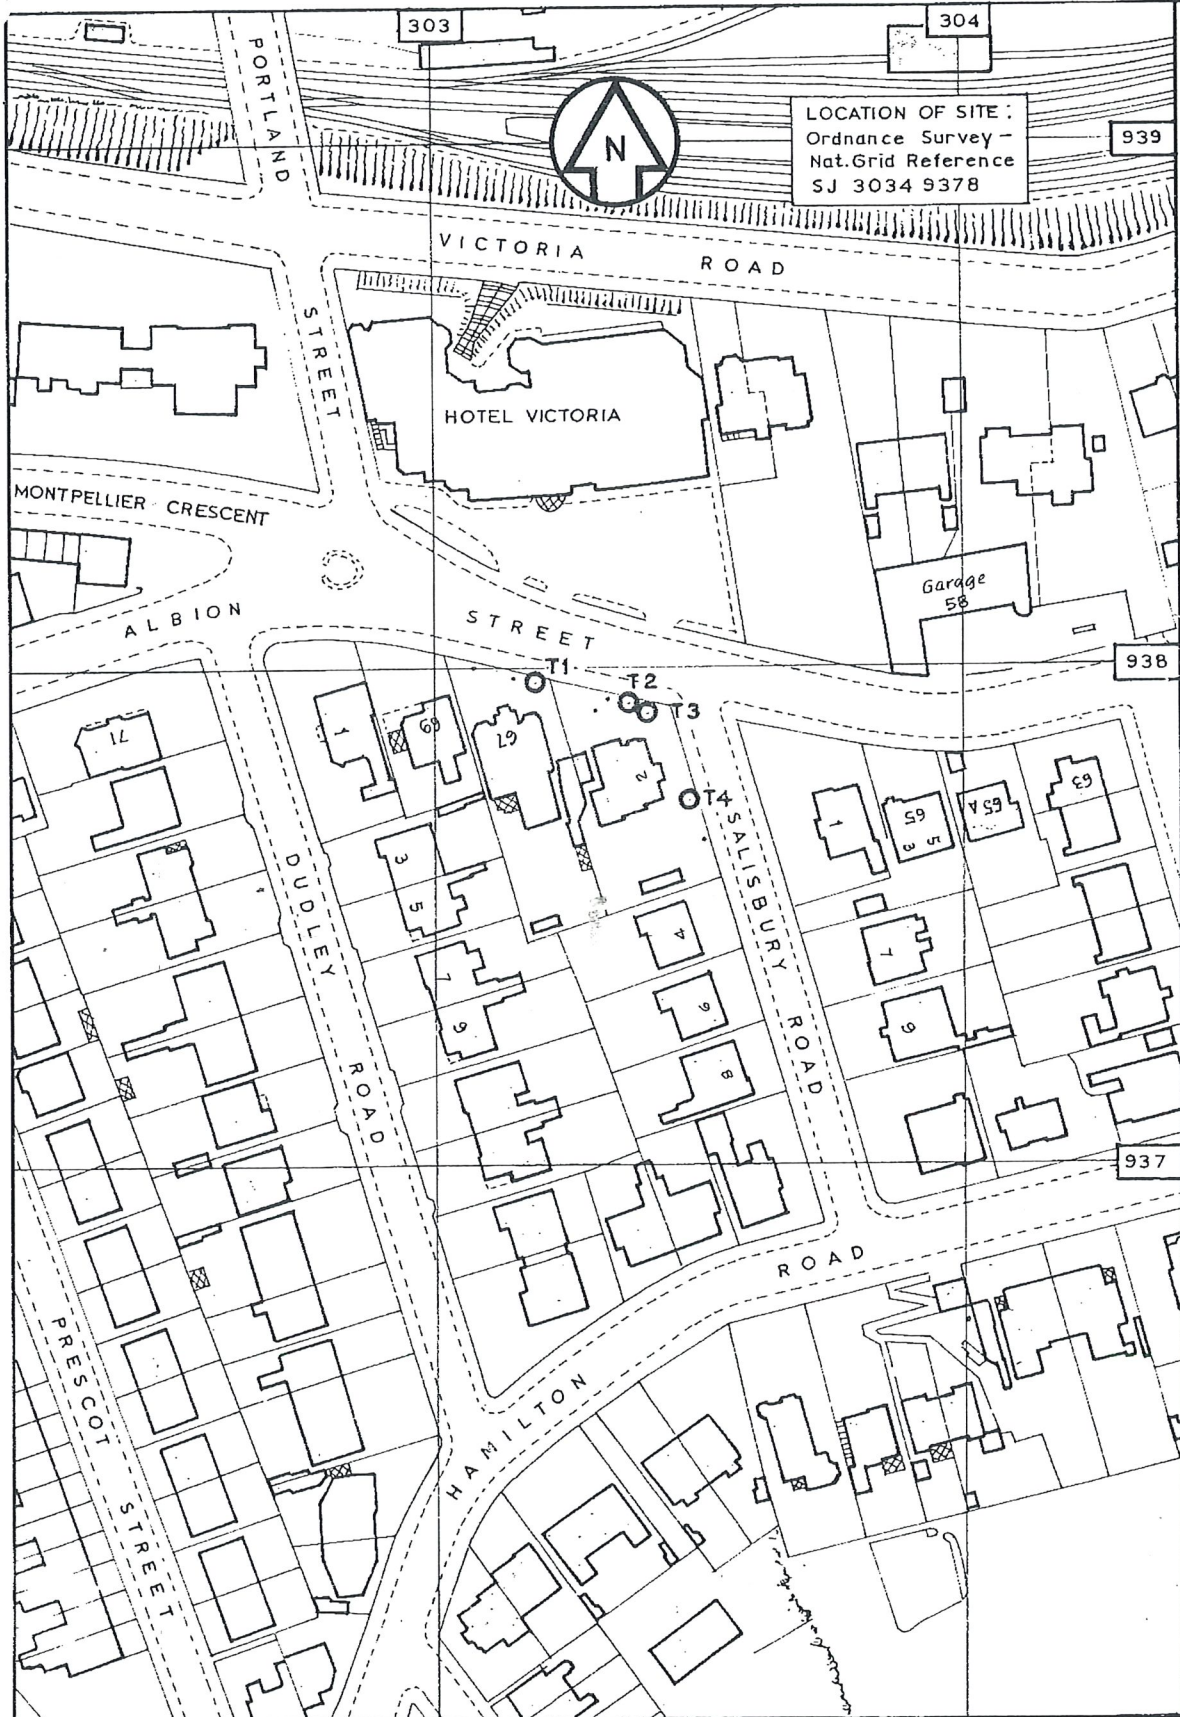 303
304
PORTLAND
N
LOCATION OF SITE :
Ordnance Survey –
Nat.Grid Reference
SJ 3034 9378
939
VICTORIA ROAD
STREET
HOTEL VICTORIA
MONTPELLIER CRESCENT
Garage
58
ALBION STREET
938
T1
T2
T3
T4
71
1
69
67
2
SALISBURY ROAD
1
65
53
65A
63
3
5
4
DUDLEY ROAD
7
7
6
9
9
8
937
ROAD
HAMILTON
PRESCOT STREET